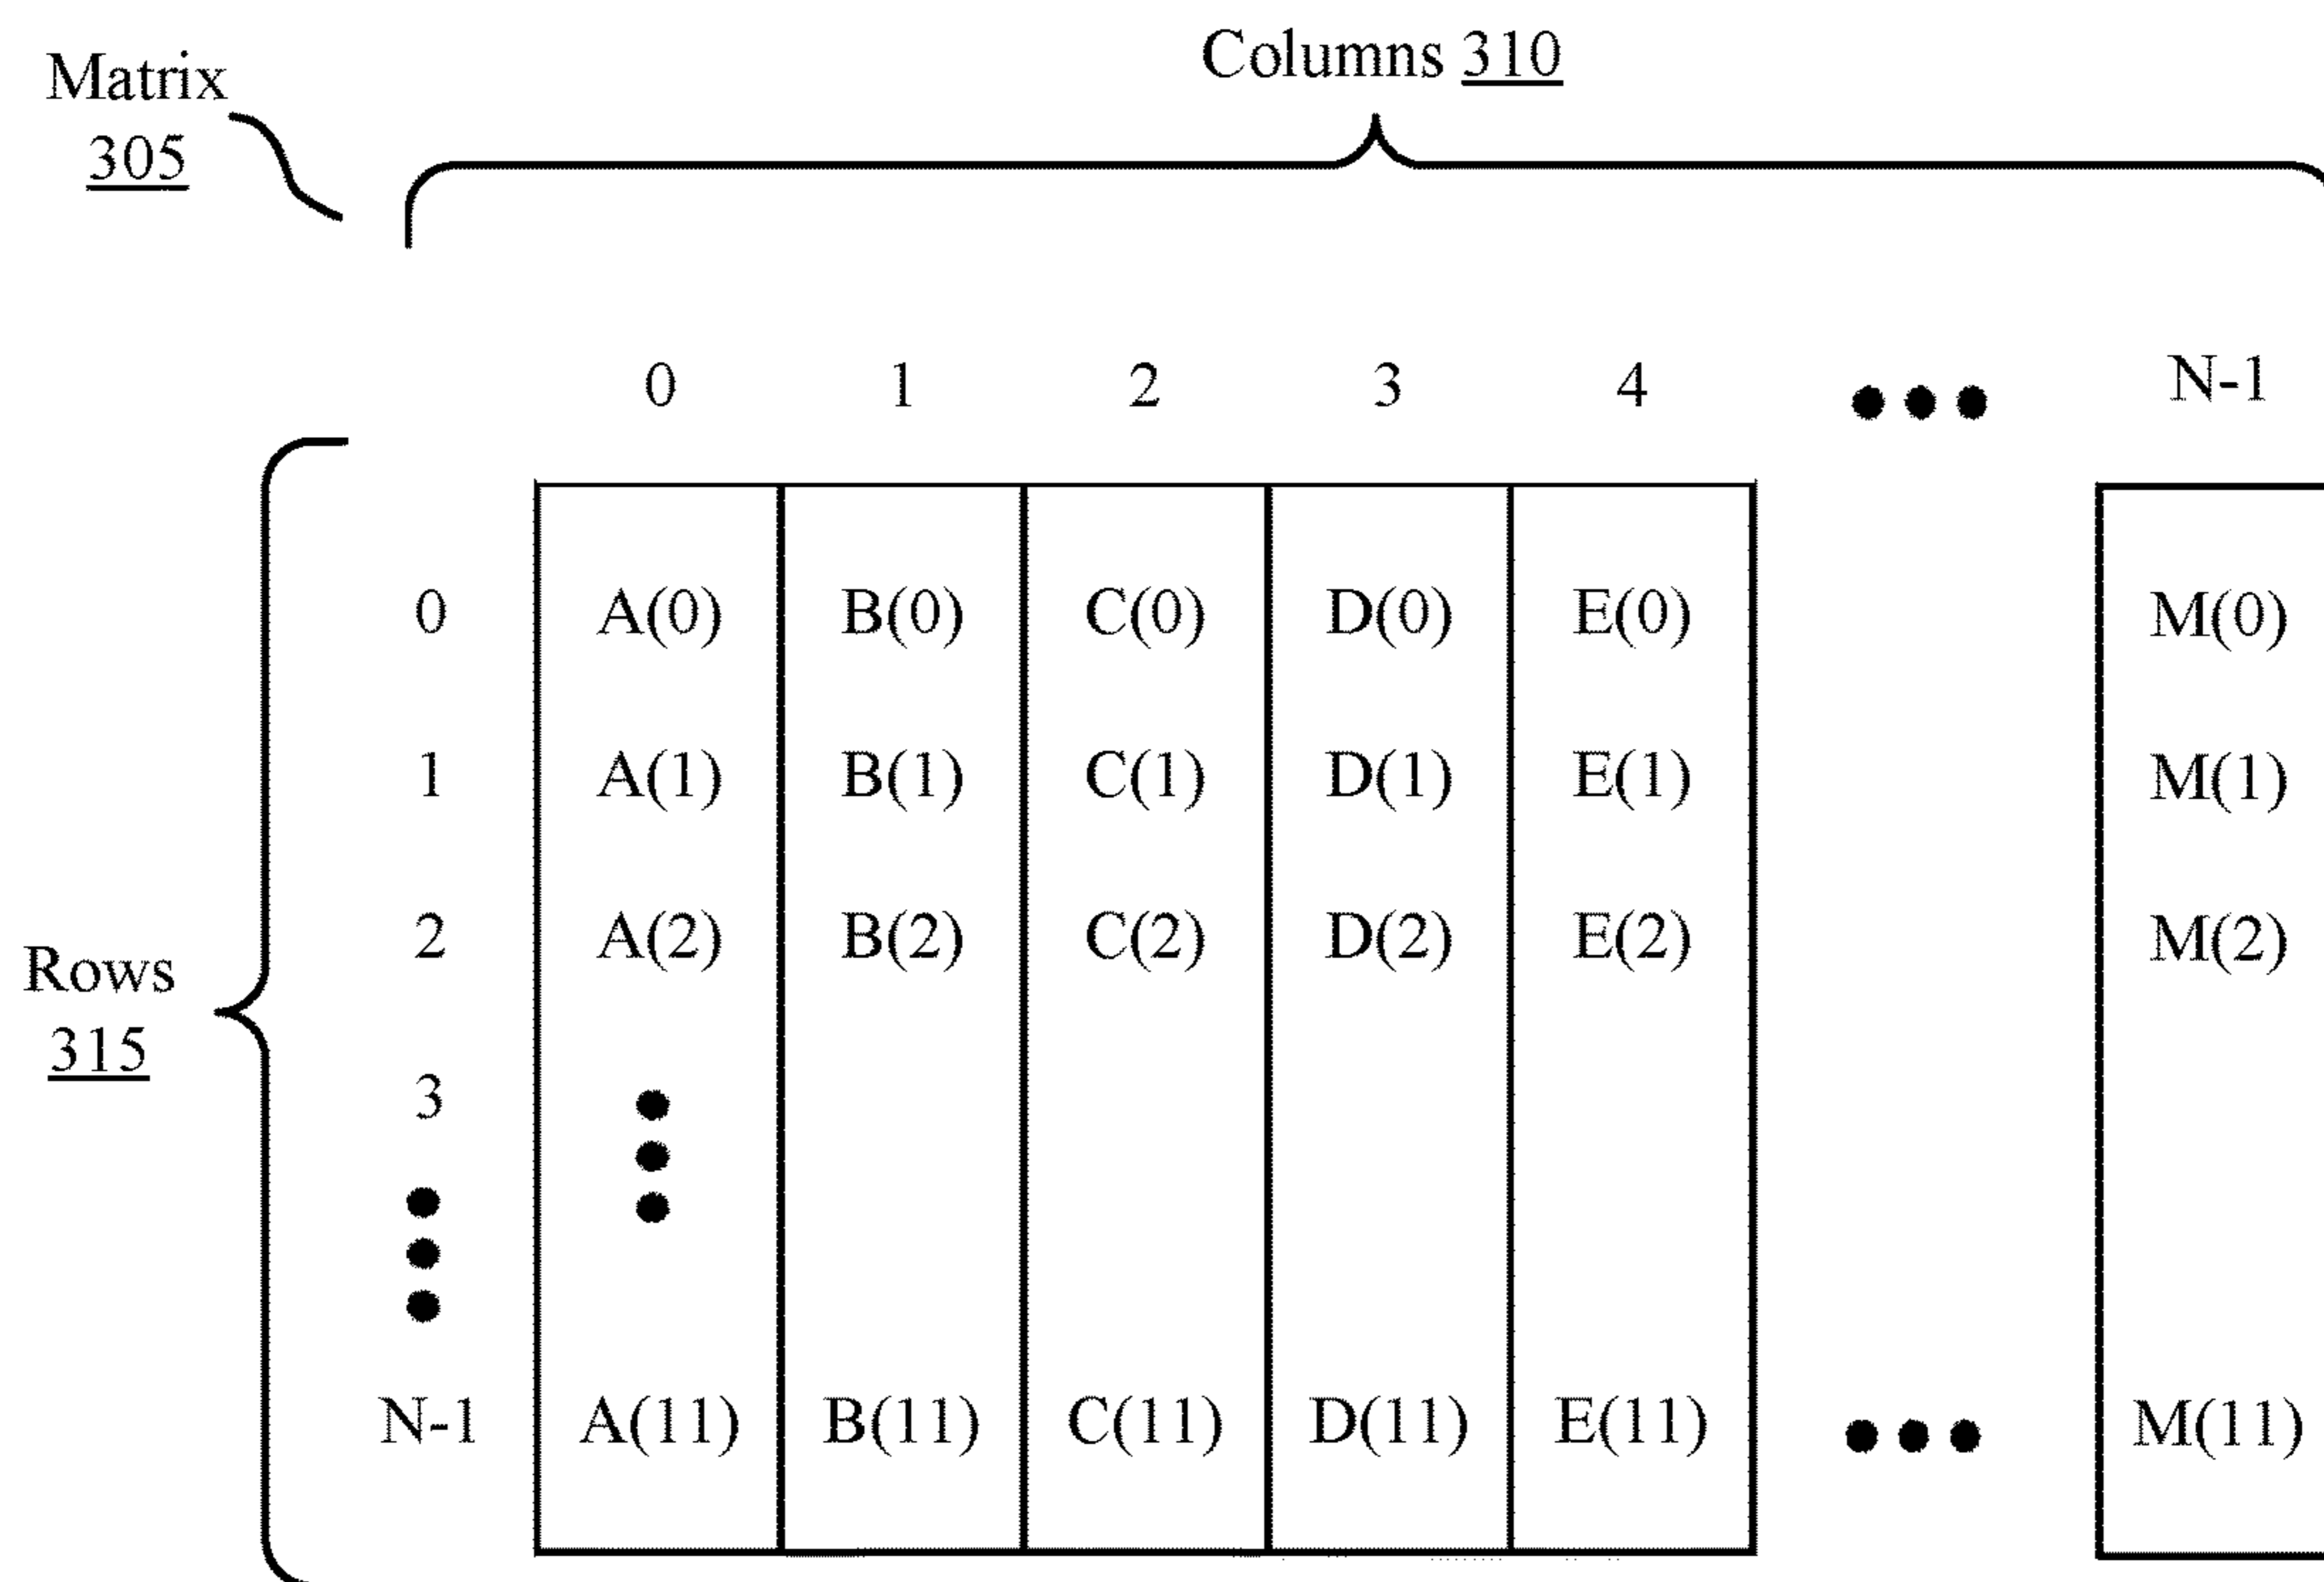 Matrix
305
Columns 310
0 1 2 3 4 ●●● N-1
0 A(0) B(0) C(0) D(0) E(0) M(0)
1 A(1) B(1) C(1) D(1) E(1) M(1)
2 A(2) B(2) C(2) D(2) E(2) M(2)
Rows
315
3
N-1 A(11) B(11) C(11) D(11) E(11) ●●● M(11)